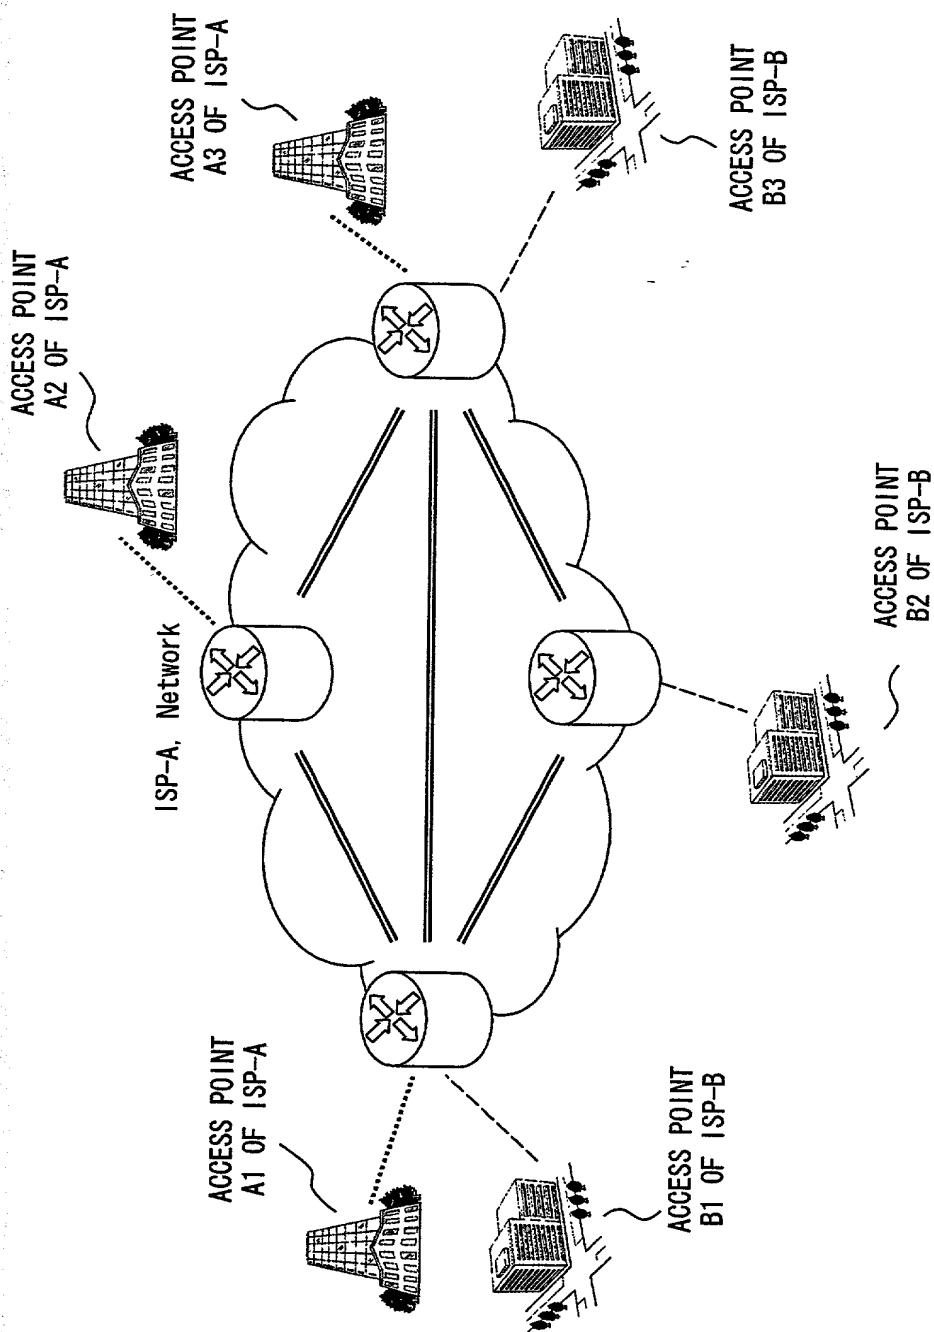 ACCESS POINT
A1 OF ISP-A
ISP-A, Network
ACCESS POINT
A2 OF ISP-A
ACCESS POINT
A3 OF ISP-A
ACCESS POINT
B1 OF ISP-B
ACCESS POINT
B2 OF ISP-B
ACCESS POINT
B3 OF ISP-B